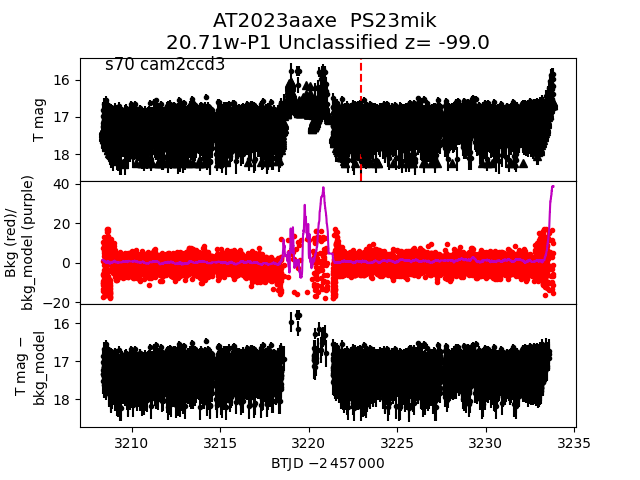 AT2023aaxe PS23mik
20.71w-P1 Unclassified z= -99.0
s70 cam2ccd3
T mag
16
17
18
Bkg (red)/
bkg_model (purple)
40
20
0
−20
T mag −
bkg_model
16
17
18
3210 3215 3220 3225 3230 3235
BTJD −2 457 000